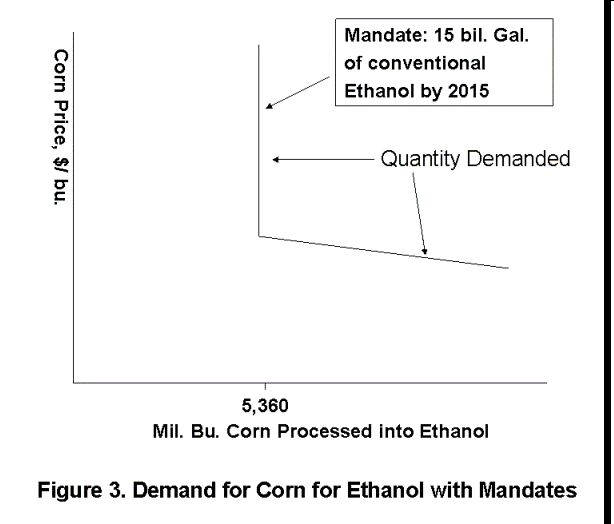 Mandate: 15 bil. Gal.
of conventional
Ethanol by 2015
Corn Price, $/ bu.
Quantity Demanded
5,360
Mil. Bu. Corn Processed into Ethanol
Figure 3. Demand for Corn for Ethanol with Mandates